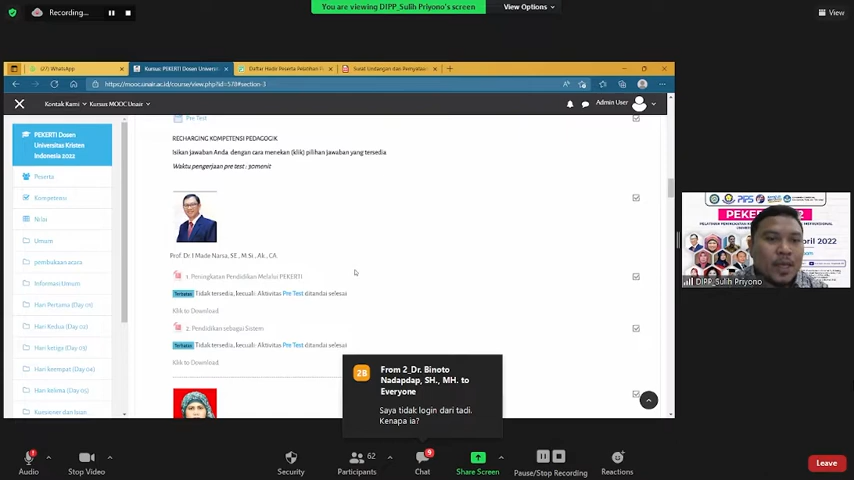 Recording...
You are viewing DIPP_Sulih Priyono's screen
View Options
View
(27) WhatsApp
Kursus: PEKERTI Dosen Universi
Daftar Hadir Peserta Pelatihan
Surat Undangan dan Pernyataan
https://mooc.unair.ac.id/course/view.php?id=578#section-3
Kontak Kami
Kursus MOOC Unair
Admin User
PEKERTI Dosen
Universitas Kristen
Indonesia 2022
Peserta
Kompetensi
Nilai
Umum
pembukaan acara
Informasi Umum
Hari Pertama (Day 01)
Hari Kedua (Day 02)
Hari ketiga (Day 03)
Hari keempat (Day 04)
Hari kelima (Day 05)
Pre Test
RECHARGING KOMPETENSI PEDAGOGIK
Isikan jawaban Anda dengan cara menekan (klik) pilihan jawaban yang tersedia
Waktu pengerjaan pre test : 30menit
Prof. Dr. I Made Narsa, SE., M.Si., Ak., CA.
1. Peningkatan Pendidikan Melalui PEKERTI
Terbatas Tidak tersedia, kecuali: Aktivitas Pre Test ditandai selesai
Klik to Download
2. Pendidikan sebagai Sistem
Terbatas Tidak tersedia, kecuali: Aktivitas Pre Test ditandai selesai
Klik to Download
2B
From 2_Dr. Binoto
Nadapdap, SH., MH. to
Everyone
Saya tidak login dari tadi.
Kenapa ia?
PIPS
2022
DIPP_Sulih Priyono
Audio
Stop Video
Security
Participants
62
Chat
9
Share Screen
Pause/Stop Recording
Reactions
Leave